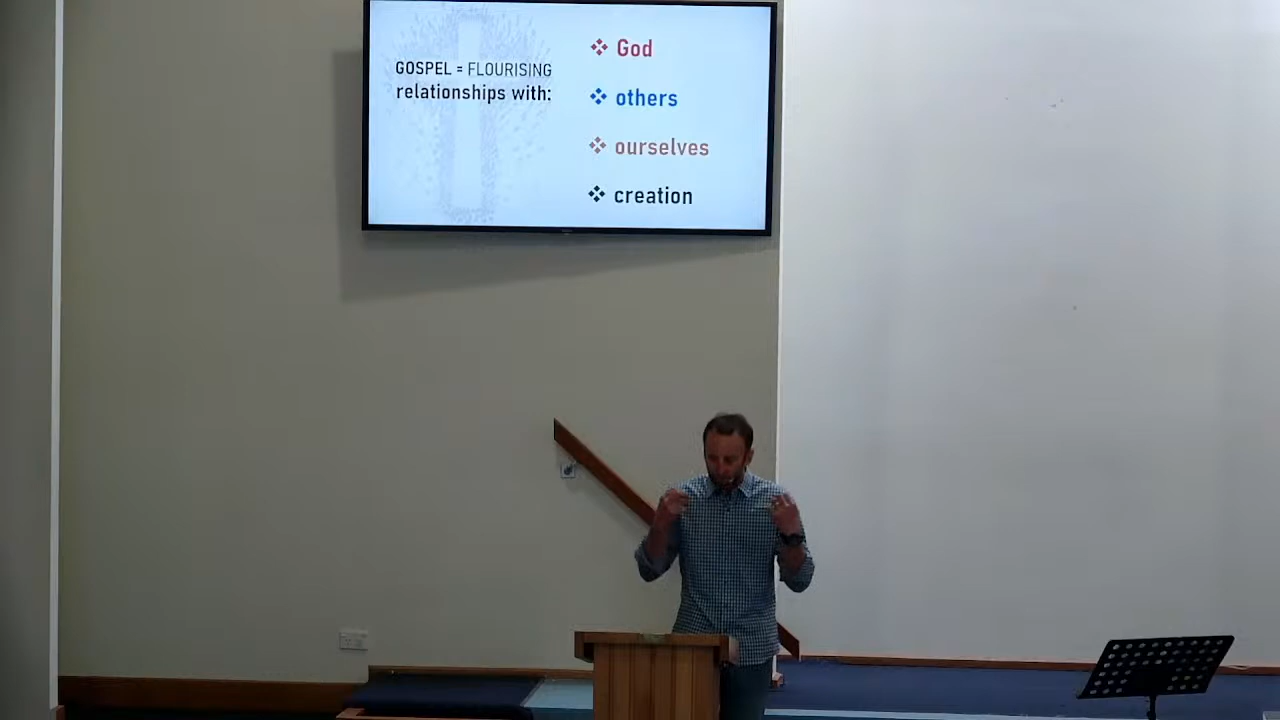 GOSPEL = FLOURISING
relationships with:
God
others
ourselves
creation